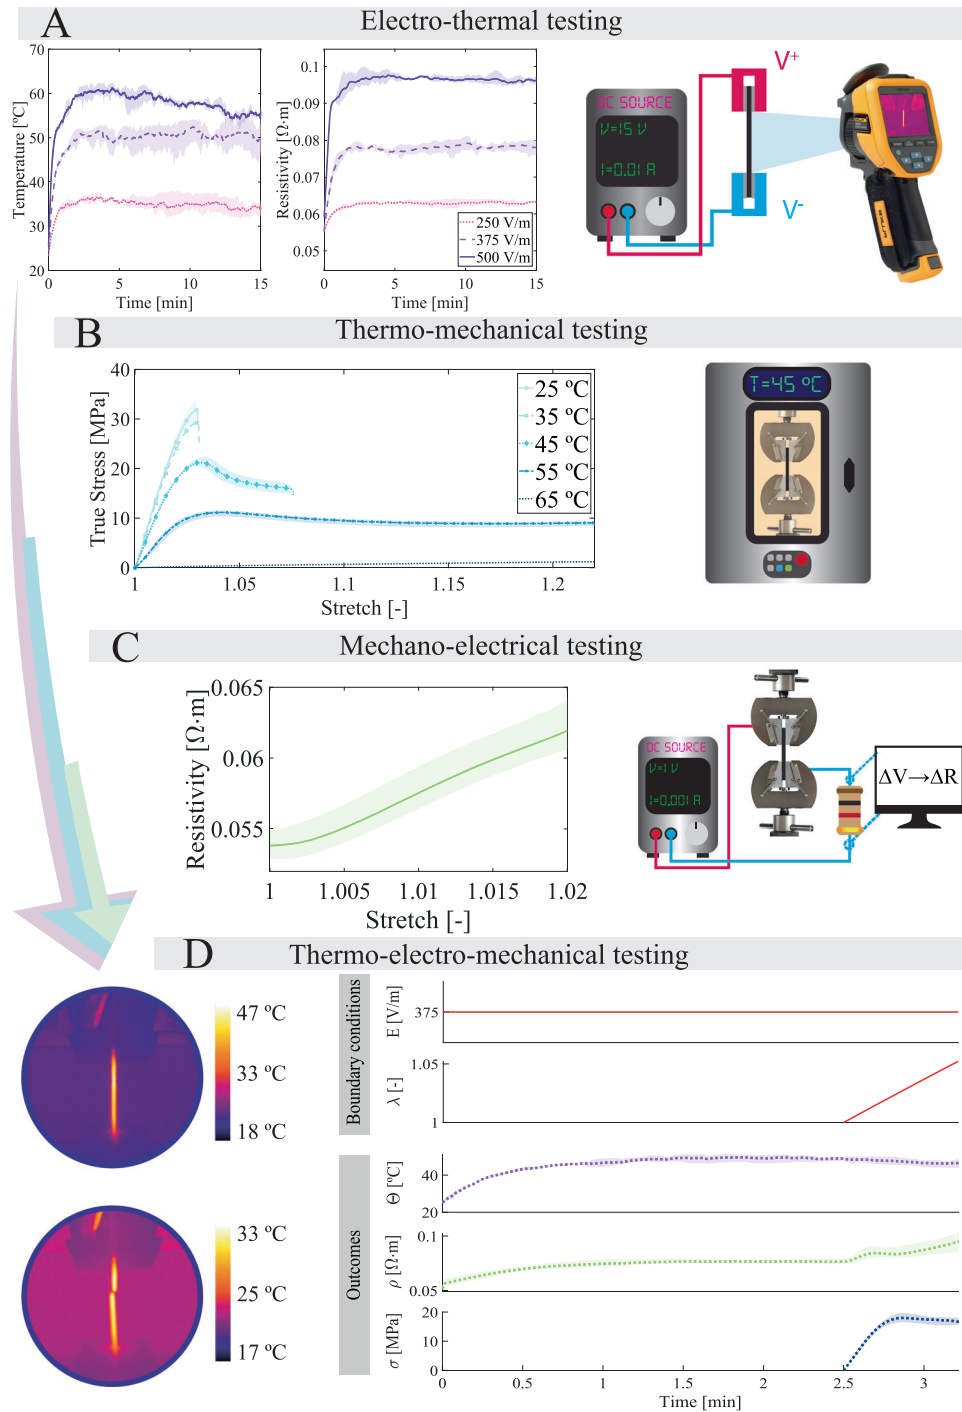 A Electro-thermal testing
70
60
50
40
30
20
Temperature [ºC]
0 5 10 15
Time [min]
0.1
0.09
0.08
0.07
0.06
0.05
Resistivity [Ω·m]
250 V/m
375 V/m
500 V/m
0 5 10 15
Time [min]
DC SOURCE
V=15 V
I=0.01 A
V+
V-
B Thermo-mechanical testing
40
30
20
10
0
True Stress [MPa]
25 ºC
35 ºC
45 ºC
55 ºC
65 ºC
1 1.05 1.1 1.15 1.2
Stretch [-]
T=45 ºC
C Mechano-electrical testing
0.065
0.06
0.055
Resistivity [Ω·m]
1 1.005 1.01 1.015 1.02
Stretch [-]
DC SOURCE
V=1 V
I=0.001 A
ΔV→ΔR
D Thermo-electro-mechanical testing
47 ºC
33 ºC
18 ºC
33 ºC
25 ºC
17 ºC
Boundary conditions
E [V/m]
375
λ [-]
1.05
1
Outcomes
Θ [ºC]
40
20
ρ [Ω·m]
0.1
0.05
σ [MPa]
20
10
0
0 0.5 1 1.5 2 2.5 3
Time [min]